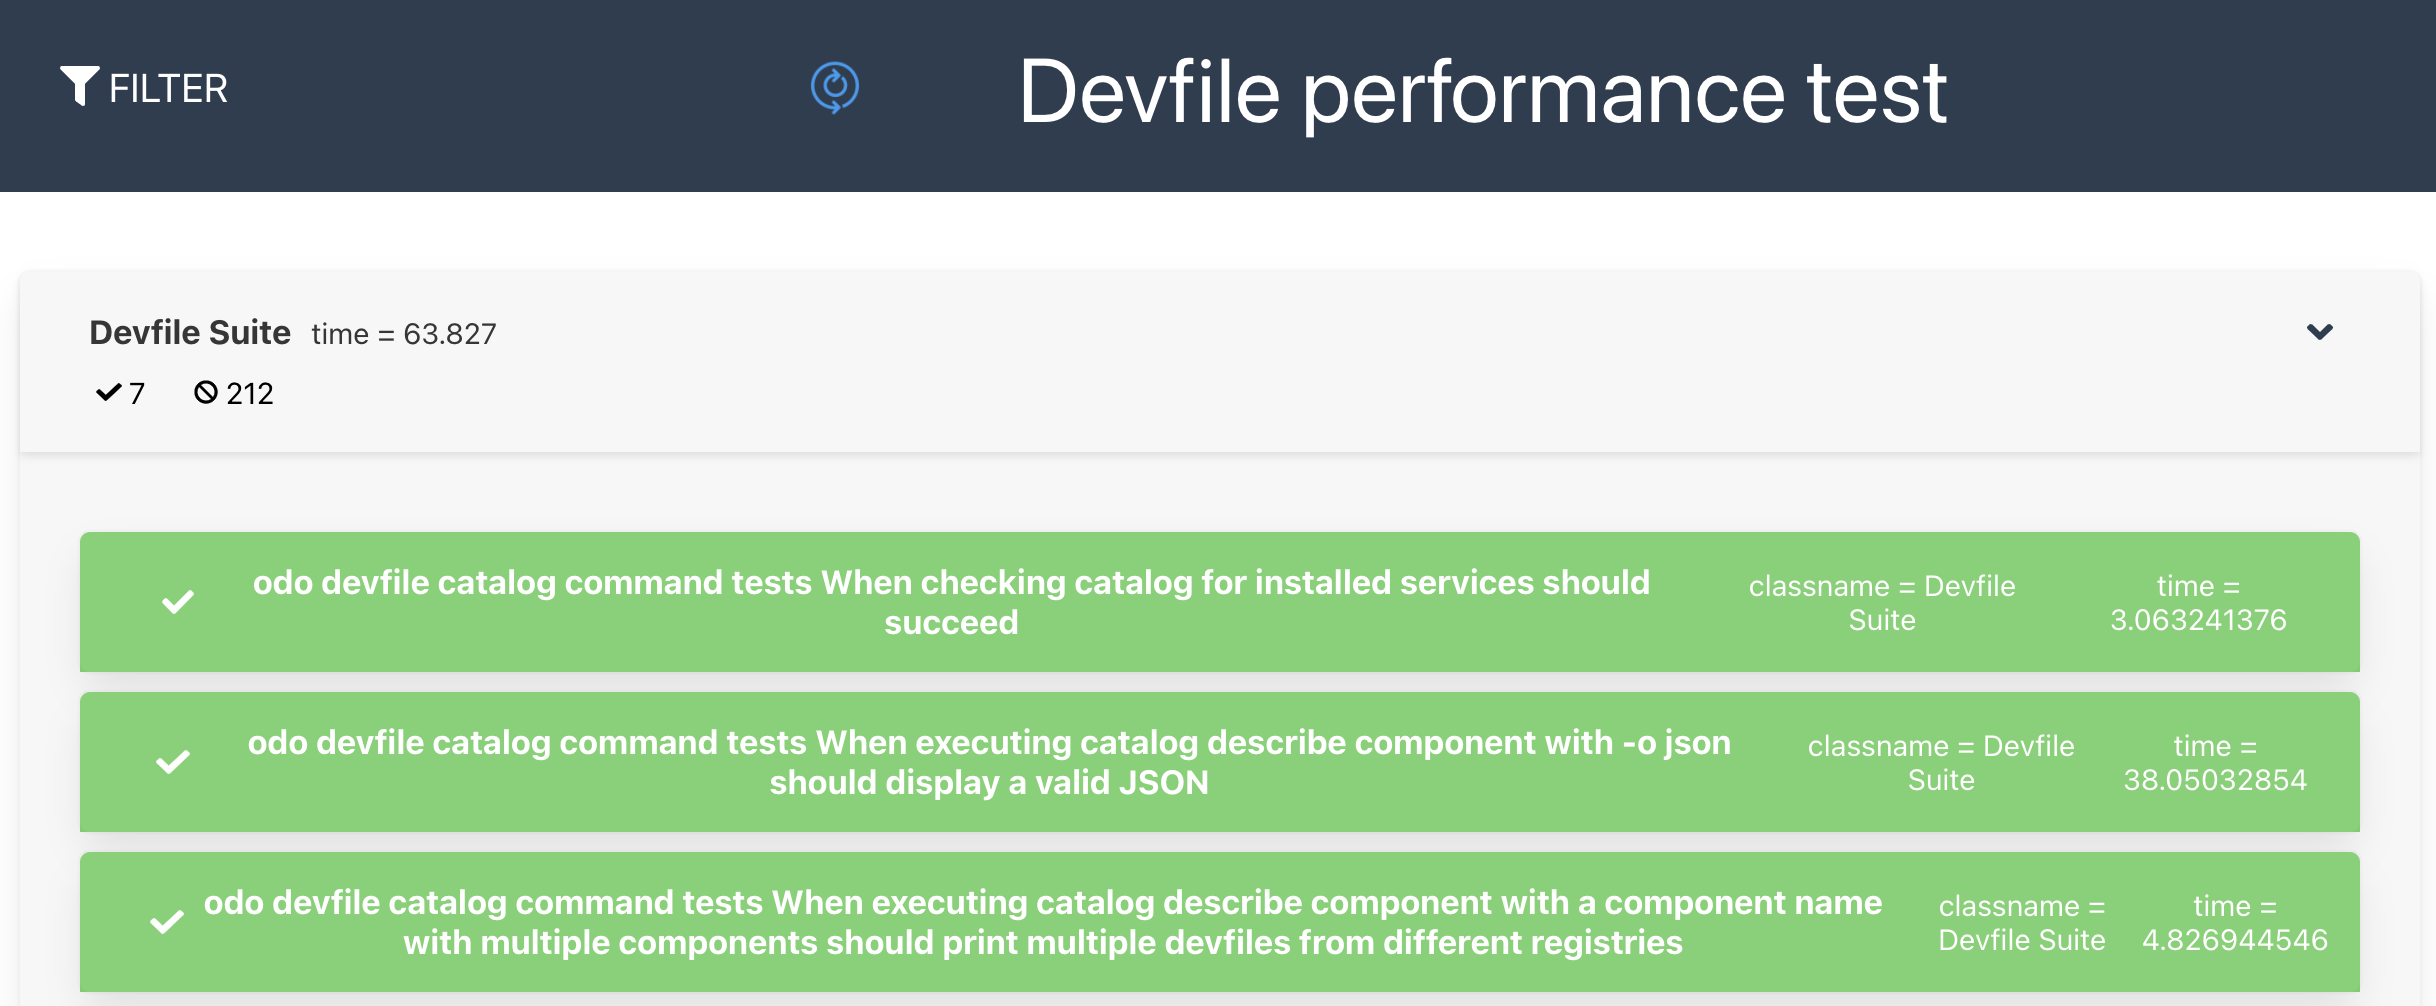 FILTER
Devfile performance test
Devfile Suite time = 63.827
7 212
odo devfile catalog command tests When checking catalog for installed services should
succeed
classname = Devfile
Suite
time =
3.063241376
odo devfile catalog command tests When executing catalog describe component with -o json
should display a valid JSON
classname = Devfile
Suite
time =
38.05032854
odo devfile catalog command tests When executing catalog describe component with a component name
with multiple components should print multiple devfiles from different registries
classname =
Devfile Suite
time =
4.826944546